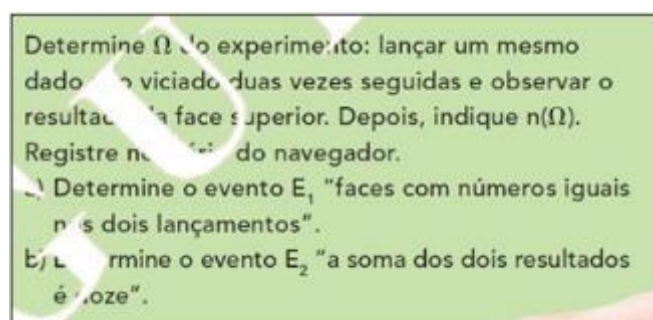 Determine Ω do experimento: lançar um mesmo
dado não viciado duas vezes seguidas e observar o
resultado da face superior. Depois, indique n(Ω).
Registre no diário do navegador.
a) Determine o evento E₁ "faces com números iguais
nos dois lançamentos".
b) Determine o evento E₂ "a soma dos dois resultados
é doze".